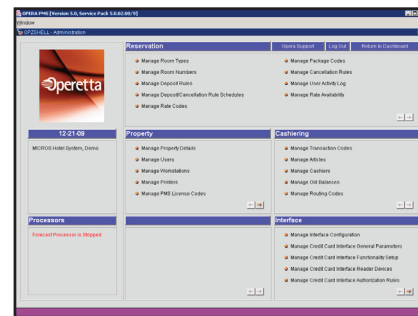 OPERA PMS [Version 5.0, Service Pack 5.0.02.00/9]
Window
OPZSHELL - Administration
Operetta
12-21-09
MICROS Hotel System, Demo
Processors
Forecast Processor is Stopped
Reservation
Opera Support
Log Out
Return to Dashboard
Manage Room Types
Manage Room Numbers
Manage Deposit Rules
Manage Deposit/Cancellation Rule Schedules
Manage Rate Codes
Manage Package Codes
Manage Cancellation Rules
Manage User Activity Log
Manage Rate Availability
Property
Manage Property Details
Manage Users
Manage Workstations
Manage Printers
Manage PMS License Codes
Cashiering
Manage Transaction Codes
Manage Articles
Manage Cashiers
Manage Old Balances
Manage Routing Codes
Interface
Manage Interface Configuration
Manage Credit Card Interface General Parameters
Manage Credit Card Interface Functionality Setup
Manage Credit Card Interface Reader Devices
Manage Credit Card Interface Authorization Rules